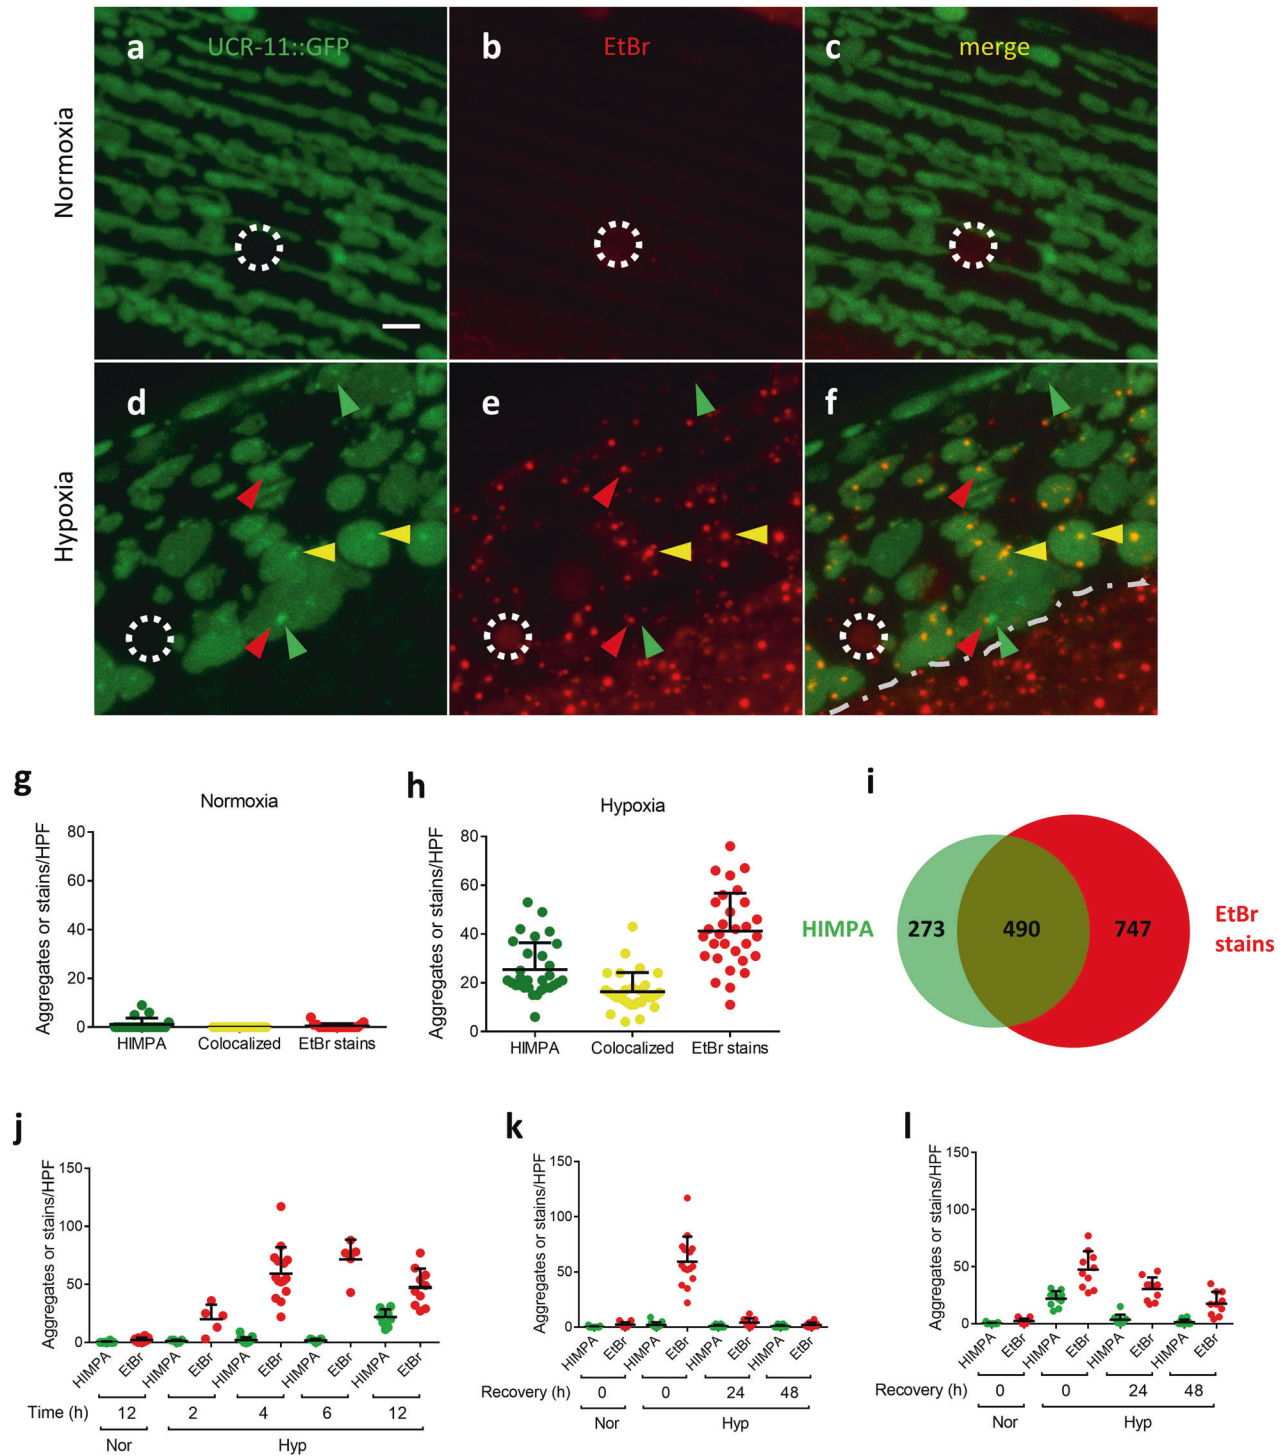 a UCR-11::GFP
b EtBr
c merge
Normoxia
d
e
f
Hypoxia
g
Normoxia
Aggregates or stains/HPF
80
60
40
20
0
HIMPA Colocalized EtBr stains
h
Hypoxia
Aggregates or stains/HPF
80
60
40
20
0
HIMPA Colocalized EtBr stains
i
HIMPA
273 490 747
EtBr
stains
j
Aggregates or stains/HPF
150
100
50
0
HIMPA EtBr HIMPA EtBr HIMPA EtBr HIMPA EtBr HIMPA EtBr
Time (h) 12 2 4 6 12
Nor Hyp
k
Aggregates or stains/HPF
150
100
50
0
HIMPA EtBr HIMPA EtBr HIMPA EtBr HIMPA EtBr
Recovery (h) 0 0 24 48
Nor Hyp
l
Aggregates or stains/HPF
150
100
50
0
HIMPA EtBr HIMPA EtBr HIMPA EtBr HIMPA EtBr
Recovery (h) 0 0 24 48
Nor Hyp